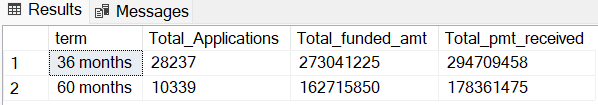 Results Messages
term Total_Applications Total_funded_amt Total_pmt_received
1 36 months 28237 273041225 294709458
2 60 months 10339 162715850 178361475